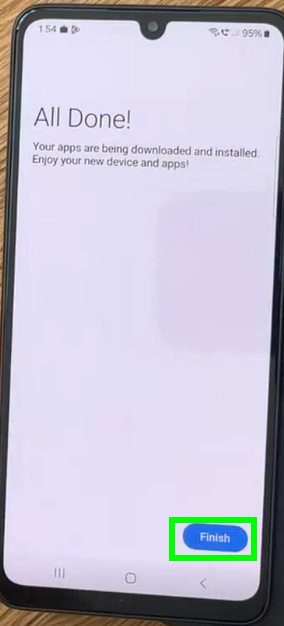 1:54 95%
All Done!
Your apps are being downloaded and installed.
Enjoy your new device and apps!
Finish